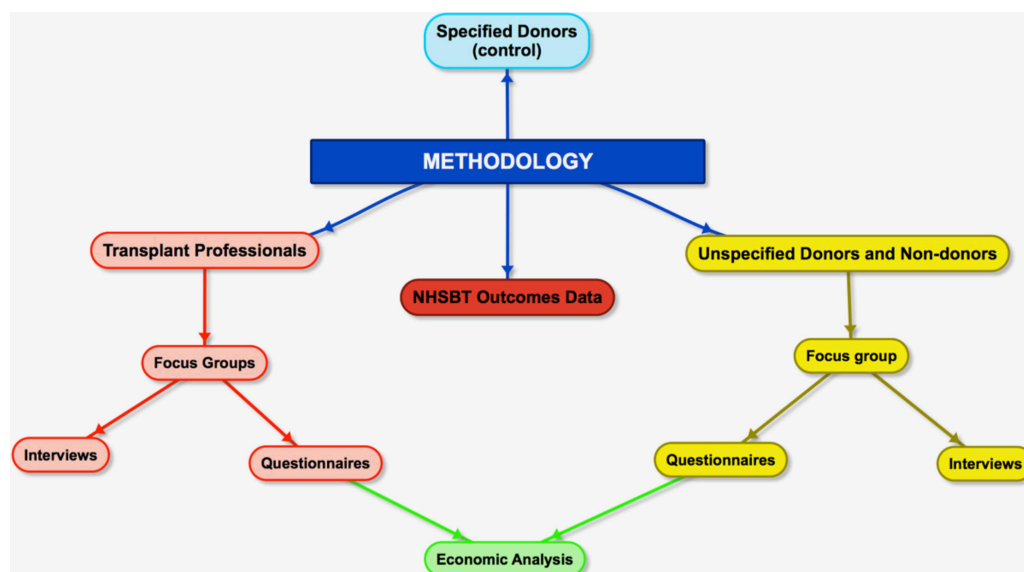 Specified Donors
(control)
METHODOLOGY
Transplant Professionals
Unspecified Donors and Non-donors
NHSBT Outcomes Data
Focus Groups
Focus group
Interviews
Questionnaires
Questionnaires
Interviews
Economic Analysis